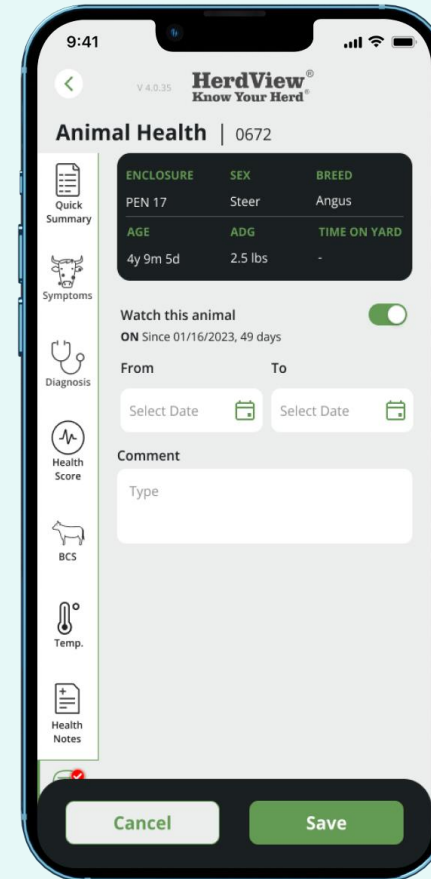 9:41
V 4.0.35
HerdView®
Know Your Herd®
Animal Health | 0672
Quick
Summary
Symptoms
Diagnosis
Health
Score
BCS
Temp.
Health
Notes
ENCLOSURE SEX BREED
PEN 17 Steer Angus
AGE ADG TIME ON YARD
4y 9m 5d 2.5 lbs -
Watch this animal
ON Since 01/16/2023, 49 days
From To
Select Date Select Date
Comment
Type
Cancel Save